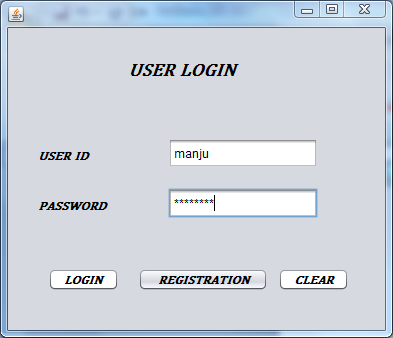 USER LOGIN
USER ID manju
PASSWORD ********
LOGIN REGISTRATION CLEAR